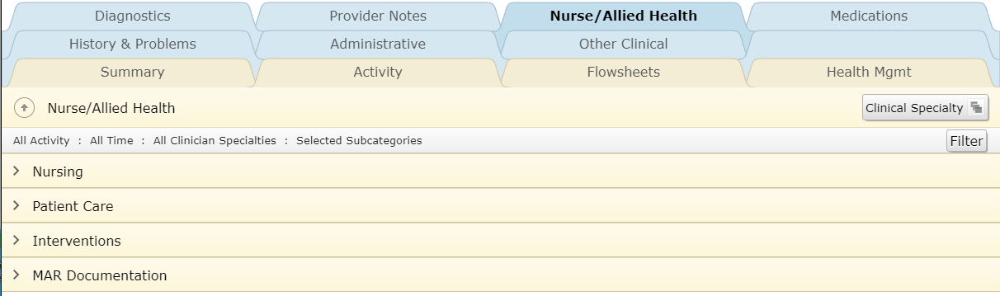 Diagnostics Provider Notes Nurse/Allied Health Medications
History & Problems Administrative Other Clinical
Summary Activity Flowsheets Health Mgmt
Nurse/Allied Health Clinical Specialty
All Activity : All Time : All Clinician Specialties : Selected Subcategories Filter
Nursing
Patient Care
Interventions
MAR Documentation